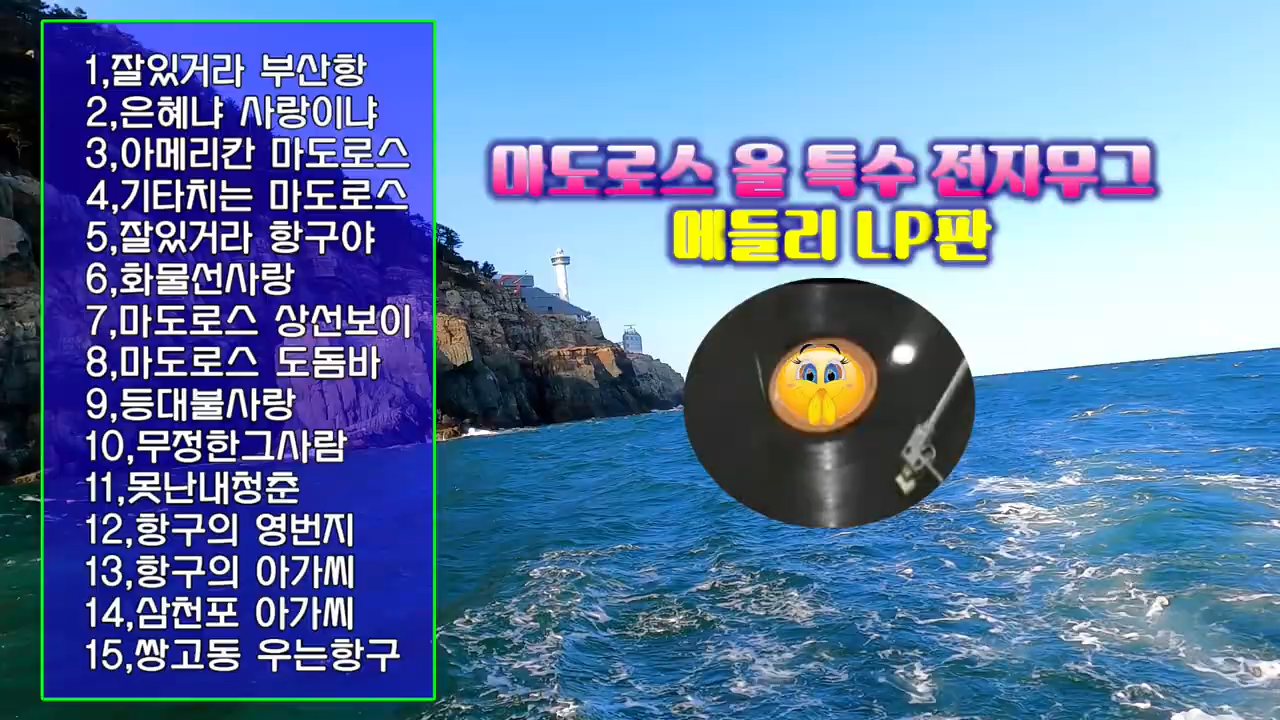 1,잘있거라 부산항
2,은혜냐 사랑이냐
3,아메리칸 마도로스
4,기타치는 마도로스
5,잘있거라 항구야
6,화물선사랑
7,마도로스 상선보이
8,마도로스 도돔바
9,등대불사랑
10,무정한그사람
11,못난내청춘
12,항구의 영번지
13,항구의 아가씨
14,삼천포 아가씨
15,쌍고동 우는항구
마도로스 올 특수 전자무그
메들리 LP판